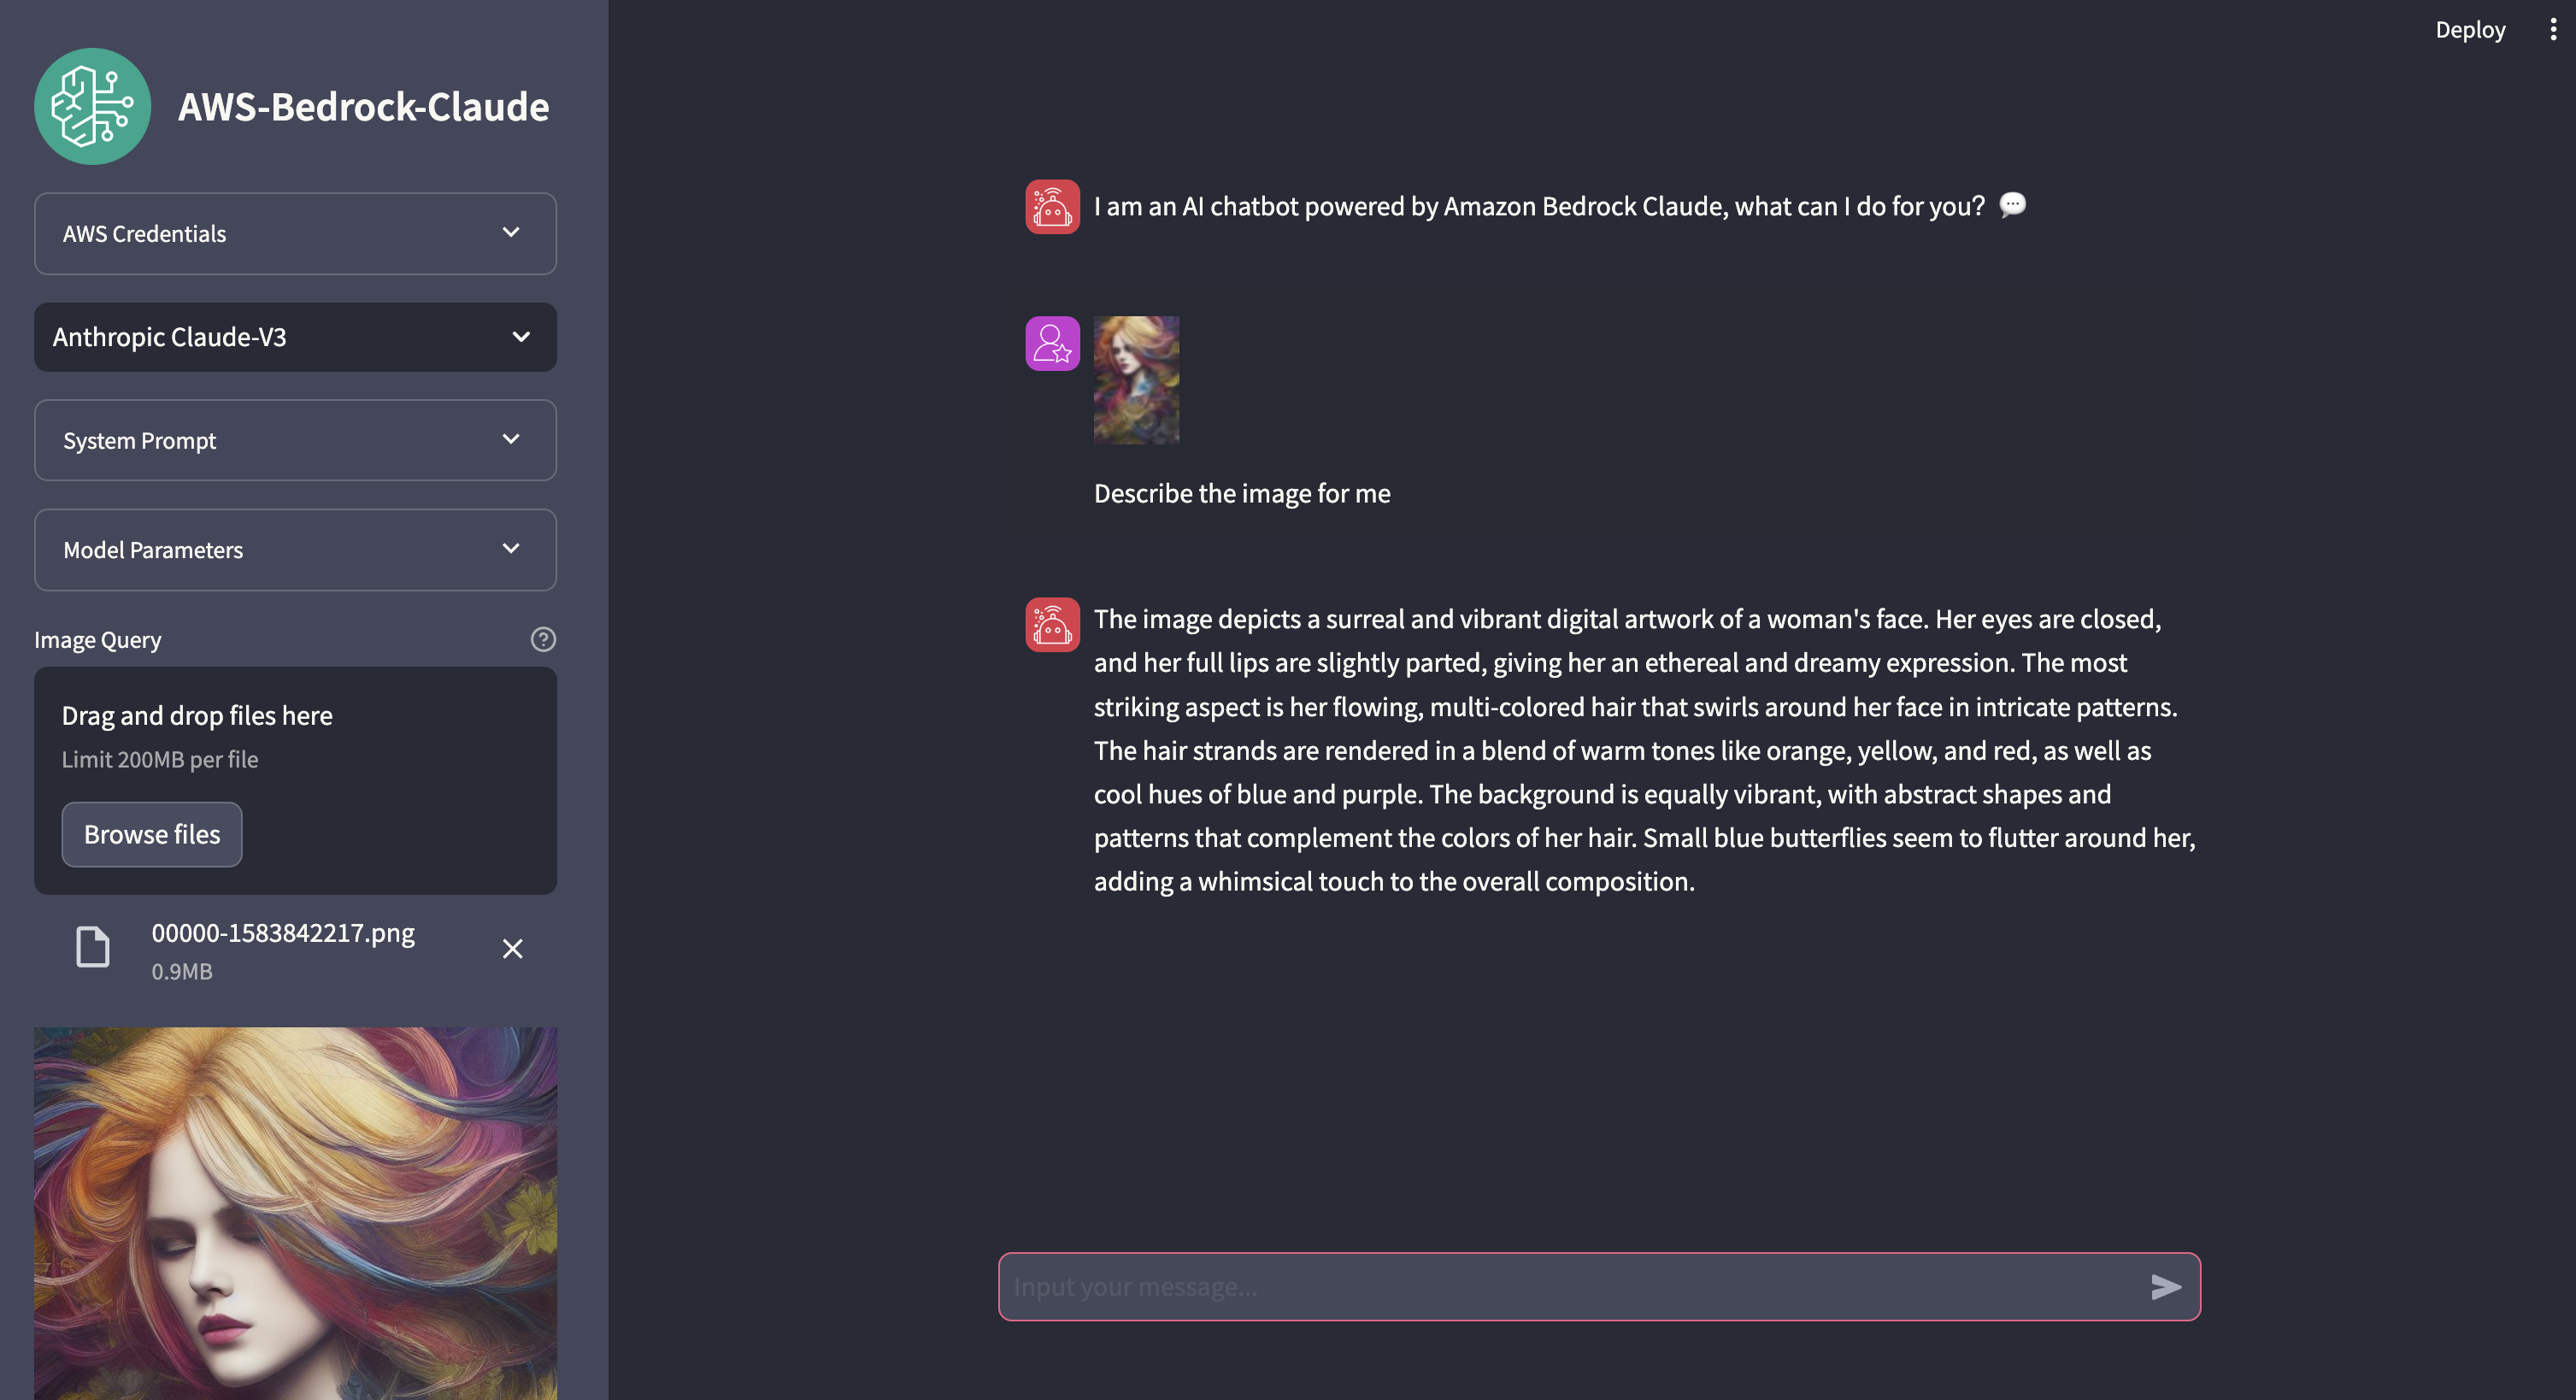 Deploy
AWS-Bedrock-Claude
AWS Credentials
Anthropic Claude-V3
System Prompt
Model Parameters
Image Query
Drag and drop files here
Limit 200MB per file
Browse files
00000-1583842217.png
0.9MB
I am an AI chatbot powered by Amazon Bedrock Claude, what can I do for you? 💬
Describe the image for me
The image depicts a surreal and vibrant digital artwork of a woman's face. Her eyes are closed,
and her full lips are slightly parted, giving her an ethereal and dreamy expression. The most
striking aspect is her flowing, multi-colored hair that swirls around her face in intricate patterns.
The hair strands are rendered in a blend of warm tones like orange, yellow, and red, as well as
cool hues of blue and purple. The background is equally vibrant, with abstract shapes and
patterns that complement the colors of her hair. Small blue butterflies seem to flutter around her,
adding a whimsical touch to the overall composition.
Input your message...